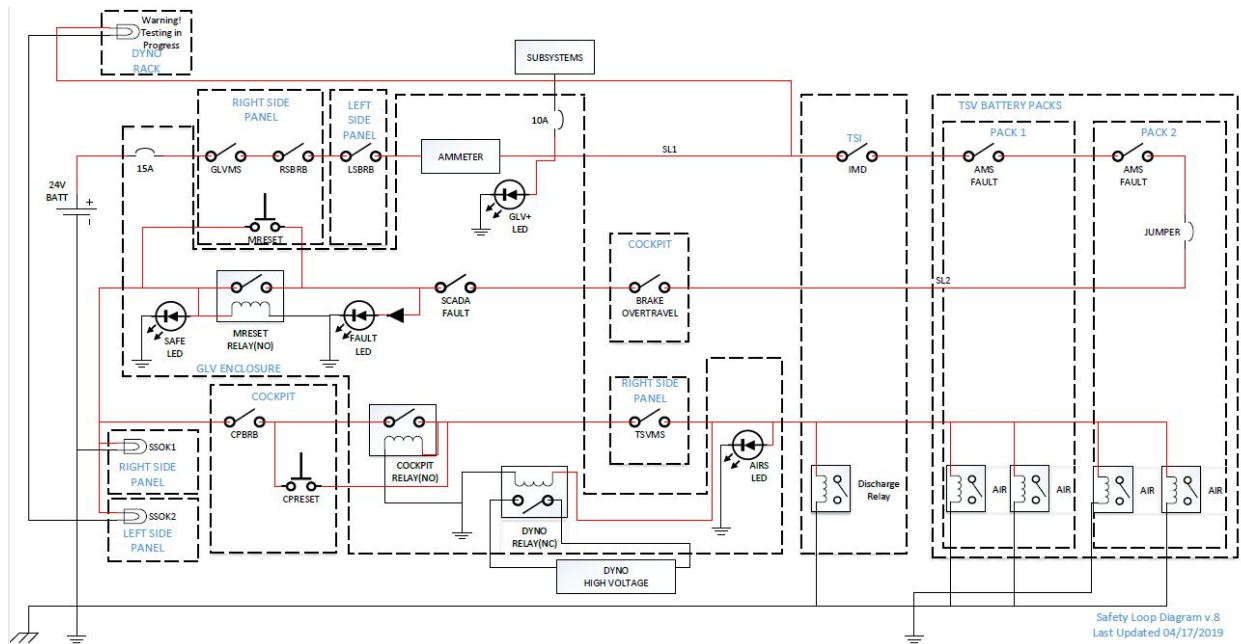 Warning!
Testing in
Progress
DYNO
RACK
SUBSYSTEMS
RIGHT SIDE
PANEL
LEFT
SIDE
PANEL
TSV BATTERY PACKS
PACK 1
PACK 2
10A
TSI
15A
GLVMS
RSBRB
LSBRB
AMMETER
SL1
IMD
AMS
FAULT
AMS
FAULT
24V
BATT
+
-
GLV+
LED
MRESET
COCKPIT
JUMPER
SL2
SCADA
FAULT
BRAKE
OVERTRAVEL
SAFE
LED
MRESET
RELAY(NO)
FAULT
LED
GLV ENCLOSURE
COCKPIT
RIGHT SIDE
PANEL
CPBRB
TSVMS
SSOK1
RIGHT SIDE
PANEL
COCKPIT
RELAY(NO)
AIRS
LED
CPRESET
Discharge
Relay
AIR
AIR
AIR
AIR
SSOK2
LEFT SIDE
PANEL
DYNO
RELAY(NC)
DYNO
HIGH VOLTAGE
Safety Loop Diagram v.8
Last Updated 04/17/2019